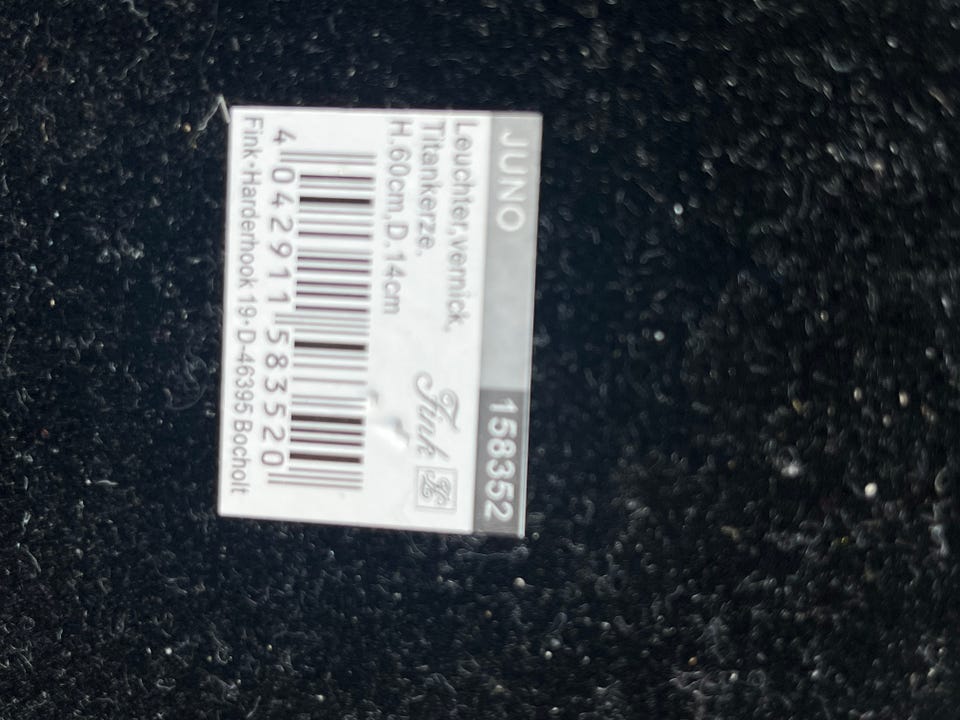 JUNO 158352
Leuchter,vernick,
Titankerze,
H.60cm,D.14cm
Fink
4 042911 583520
Fink·Harderhook 19·D-46395 Bocholt